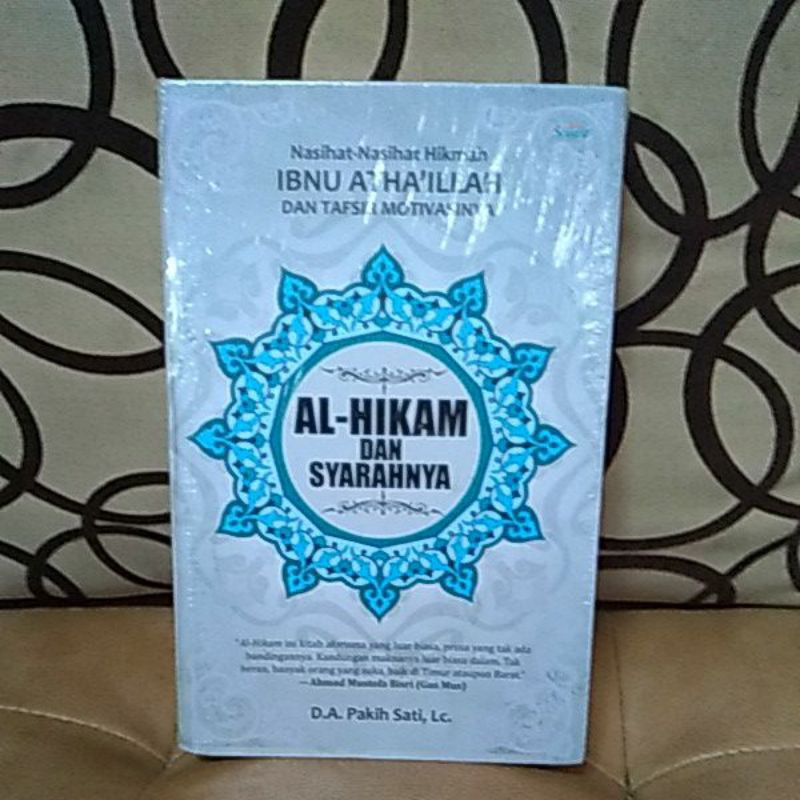 Nasihat-Nasihat Hikmah
IBNU ATHA'ILLAH
DAN TAFSIR MOTIVASINYA
AL-HIKAM
DAN
SYARAHNYA
"Al-Hikam ini kitab aforisma yang luar biasa, prosa yang tak ada
bandingannya. Kandungan maknanya luar biasa dalam. Tak
heran, banyak orang yang suka, baik di Timur ataupun Barat."
—Ahmad Mustofa Bisri (Gus Mus)
D.A. Pakih Sati, Lc.